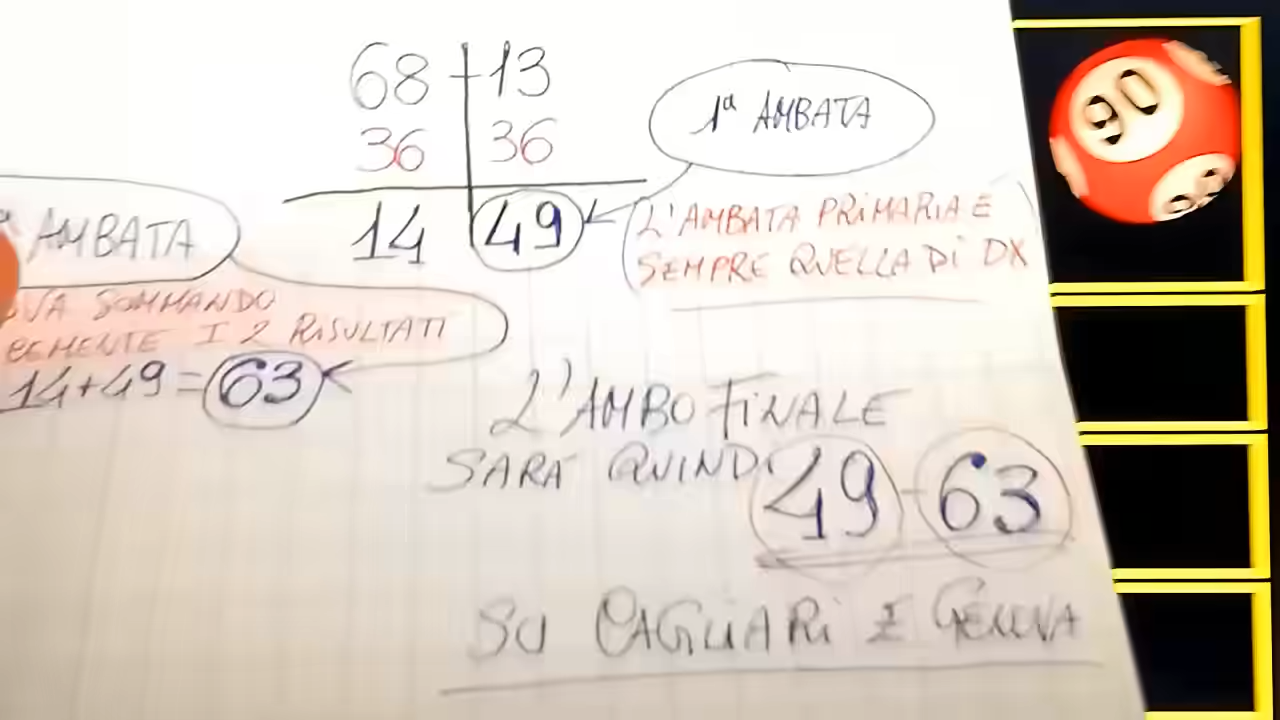 68 13
36 36
14 49
1ª AMBATA
L'AMBATA PRIMARIA E
SEMPRE QUELLA DI DX
AMBATA
SOMMANDO
I 2 RISULTATI
14+49=63
L'AMBO FINALE
SARA' QUINDI 49-63
SU CAGLIARI E GENOVA
90